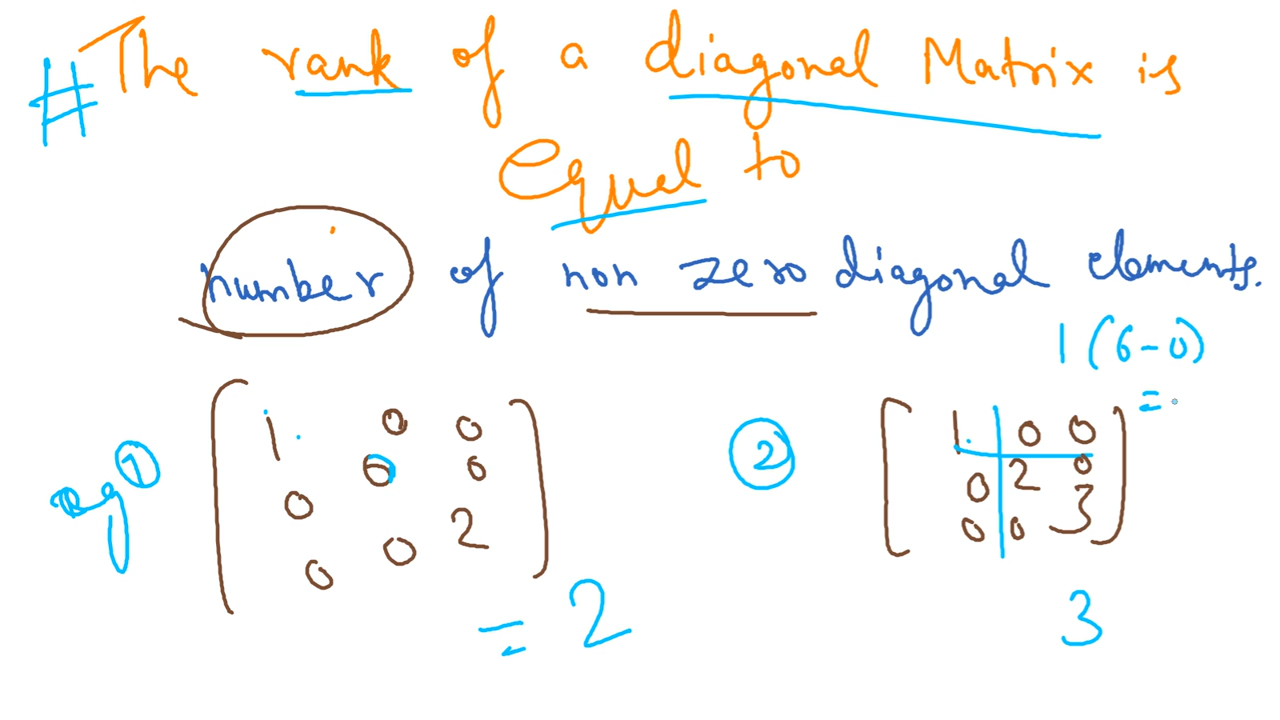 # The rank of a diagonal Matrix is
Equal to
number of non zero diagonal elements.
1 (6-0)
=
eg ① [ 1 0 0
0 0 0
0 0 2 ]
= 2
② [ 1 0 0
0 2 0
0 0 3 ]
3